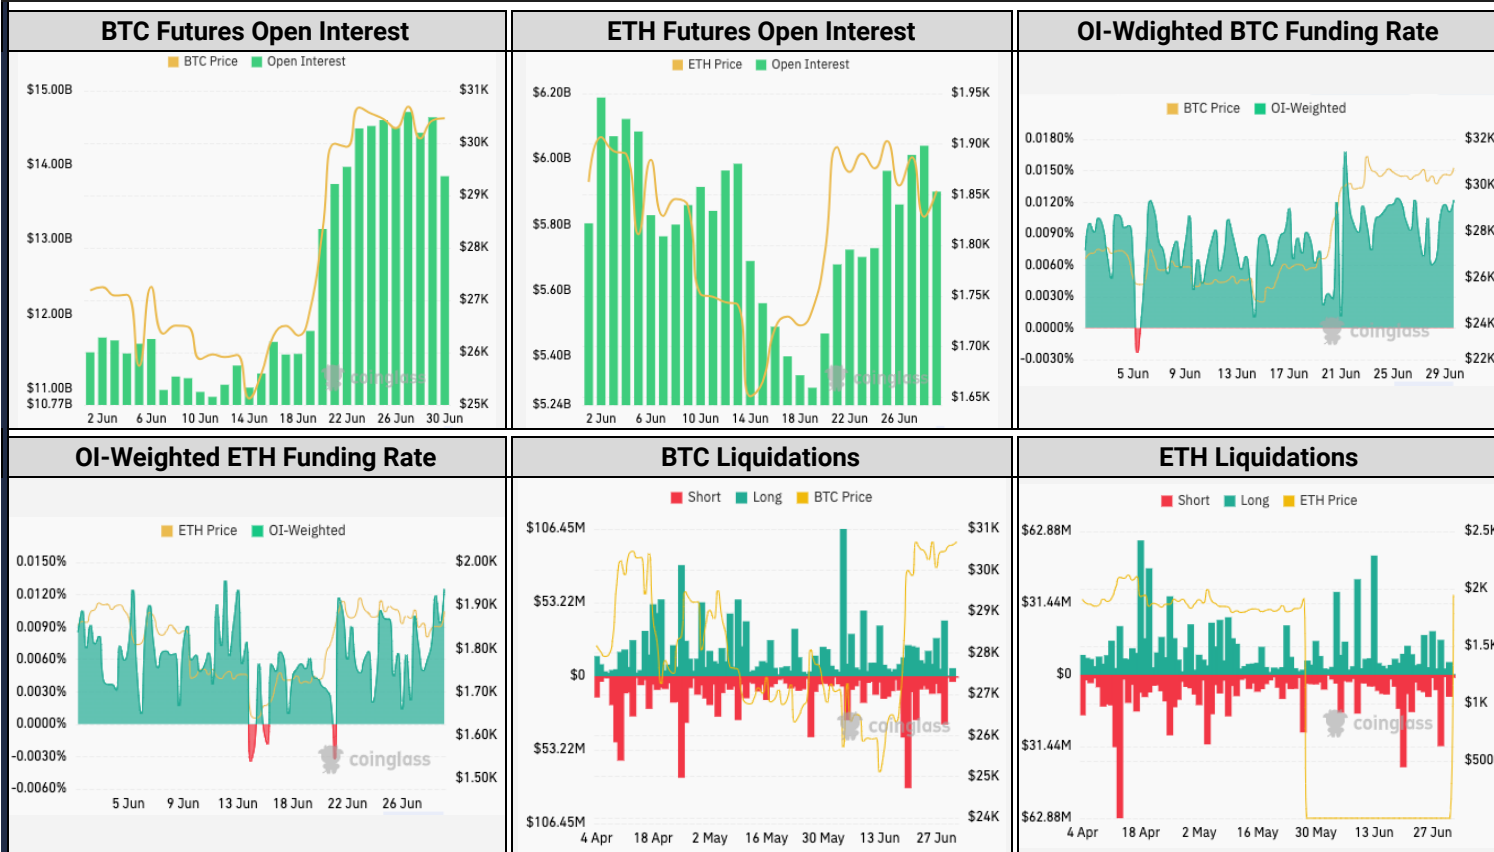 BTC Futures Open Interest
BTC Price Open Interest
$15.00B
$14.00B
$13.00B
$12.00B
$11.00B
$10.77B
$31K
$30K
$29K
$28K
$27K
$26K
$25K
coinglass
2 Jun 6 Jun 10 Jun 14 Jun 18 Jun 22 Jun 26 Jun 30 Jun
ETH Futures Open Interest
ETH Price Open Interest
$6.20B
$6.00B
$5.80B
$5.60B
$5.40B
$5.24B
$1.95K
$1.90K
$1.85K
$1.80K
$1.75K
$1.70K
$1.65K
coinglass
2 Jun 6 Jun 10 Jun 14 Jun 18 Jun 22 Jun 26 Jun
OI-Wdighted BTC Funding Rate
BTC Price OI-Weighted
0.0180%
0.0150%
0.0120%
0.0090%
0.0060%
0.0030%
0.0000%
-0.0030%
$32K
$30K
$28K
$26K
$24K
$22K
coinglass
5 Jun 9 Jun 13 Jun 17 Jun 21 Jun 25 Jun 29 Jun
OI-Weighted ETH Funding Rate
ETH Price OI-Weighted
0.0150%
0.0120%
0.0090%
0.0060%
0.0030%
0.0000%
-0.0030%
-0.0060%
$2.00K
$1.90K
$1.80K
$1.70K
$1.60K
$1.50K
coinglass
5 Jun 9 Jun 13 Jun 18 Jun 22 Jun 26 Jun
BTC Liquidations
Short Long BTC Price
$106.45M
$53.22M
$0
$53.22M
$106.45M
$31K
$30K
$29K
$28K
$27K
$26K
$25K
$24K
coinglass
4 Apr 18 Apr 2 May 16 May 30 May 13 Jun 27 Jun
ETH Liquidations
Short Long ETH Price
$62.88M
$31.44M
$0
$31.44M
$62.88M
$2.5K
$2K
$1.5K
$1K
$500
coinglass
4 Apr 18 Apr 2 May 16 May 30 May 13 Jun 27 Jun